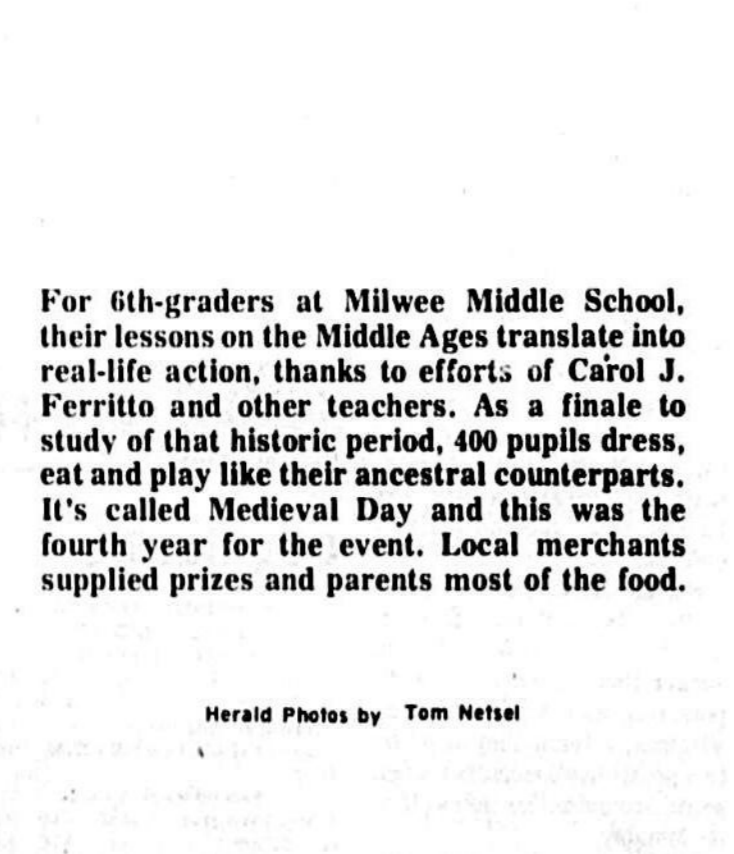 For 6th-graders at Milwee Middle School,
their lessons on the Middle Ages translate into
real-life action, thanks to efforts of Carol J.
Ferritto and other teachers. As a finale to
study of that historic period, 400 pupils dress,
eat and play like their ancestral counterparts.
It's called Medieval Day and this was the
fourth year for the event. Local merchants
supplied prizes and parents most of the food.
Herald Photos by Tom Netsel